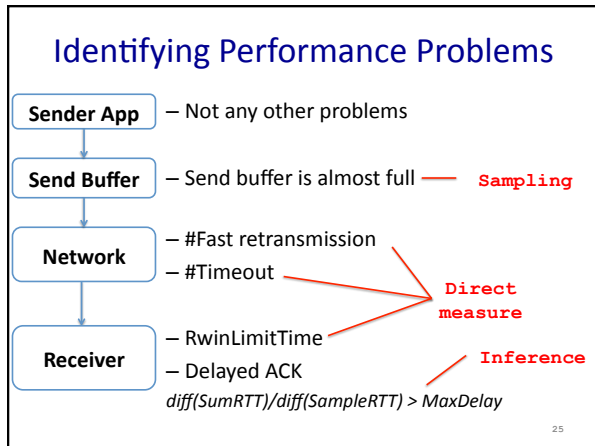 Identifying Performance Problems
Sender App
– Not any other problems
Send Buffer
– Send buffer is almost full
Sampling
Network
– #Fast retransmission
– #Timeout
Direct
measure
Receiver
– RwinLimitTime
– Delayed ACK
Inference
diff(SumRTT)/diff(SampleRTT) > MaxDelay
25